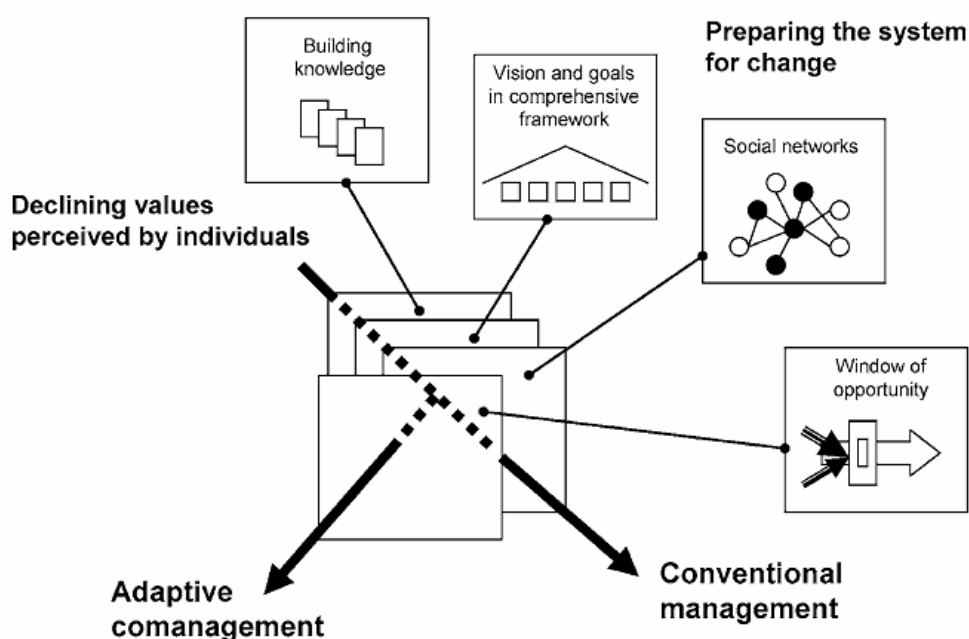 Building
knowledge
Vision and goals
in comprehensive
framework
Preparing the system
for change
Social networks
Declining values
perceived by individuals
Window of
opportunity
Adaptive
comanagement
Conventional
management